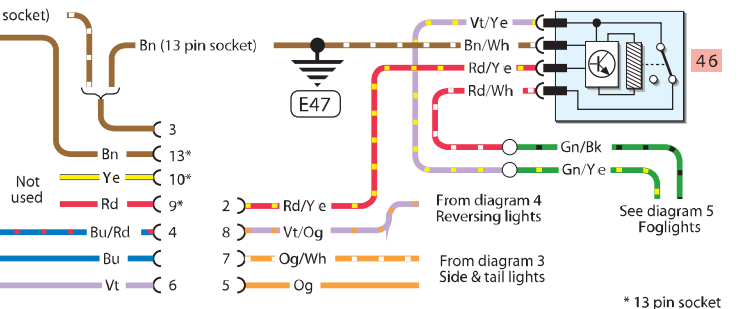 socket)
Vt/Ye
Bn (13 pin socket)
Bn/Wh
Rd/Ye
46
Rd/Wh
E47
3
Gn/Bk
Bn
13*
Gn/Ye
Not
used
Ye
10*
Rd
9*
2
Rd/Ye
From diagram 4
Reversing lights
See diagram 5
Foglights
Bu/Rd
4
8
Vt/Og
Bu
7
Og/Wh
From diagram 3
Side & tail lights
Vt
6
5
Og
* 13 pin socket